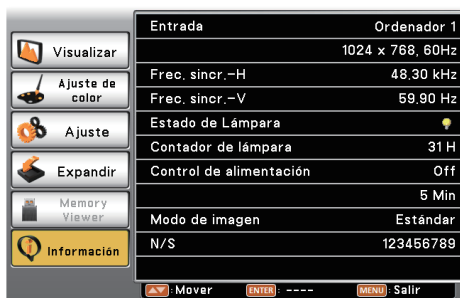 Visualizar
Ajuste de
color
Ajuste
Expandir
Memory
Viewer
Información
Entrada Ordenador 1
1024 x 768, 60Hz
Frec. sincr.–H 48,30 kHz
Frec. sincr.–V 59.90 Hz
Estado de Lámpara
Contador de lámpara 31 H
Control de alimentación Off
5 Min
Modo de imagen Estándar
N/S 123456789
:Mover ENTER : ---- MENU : Salir